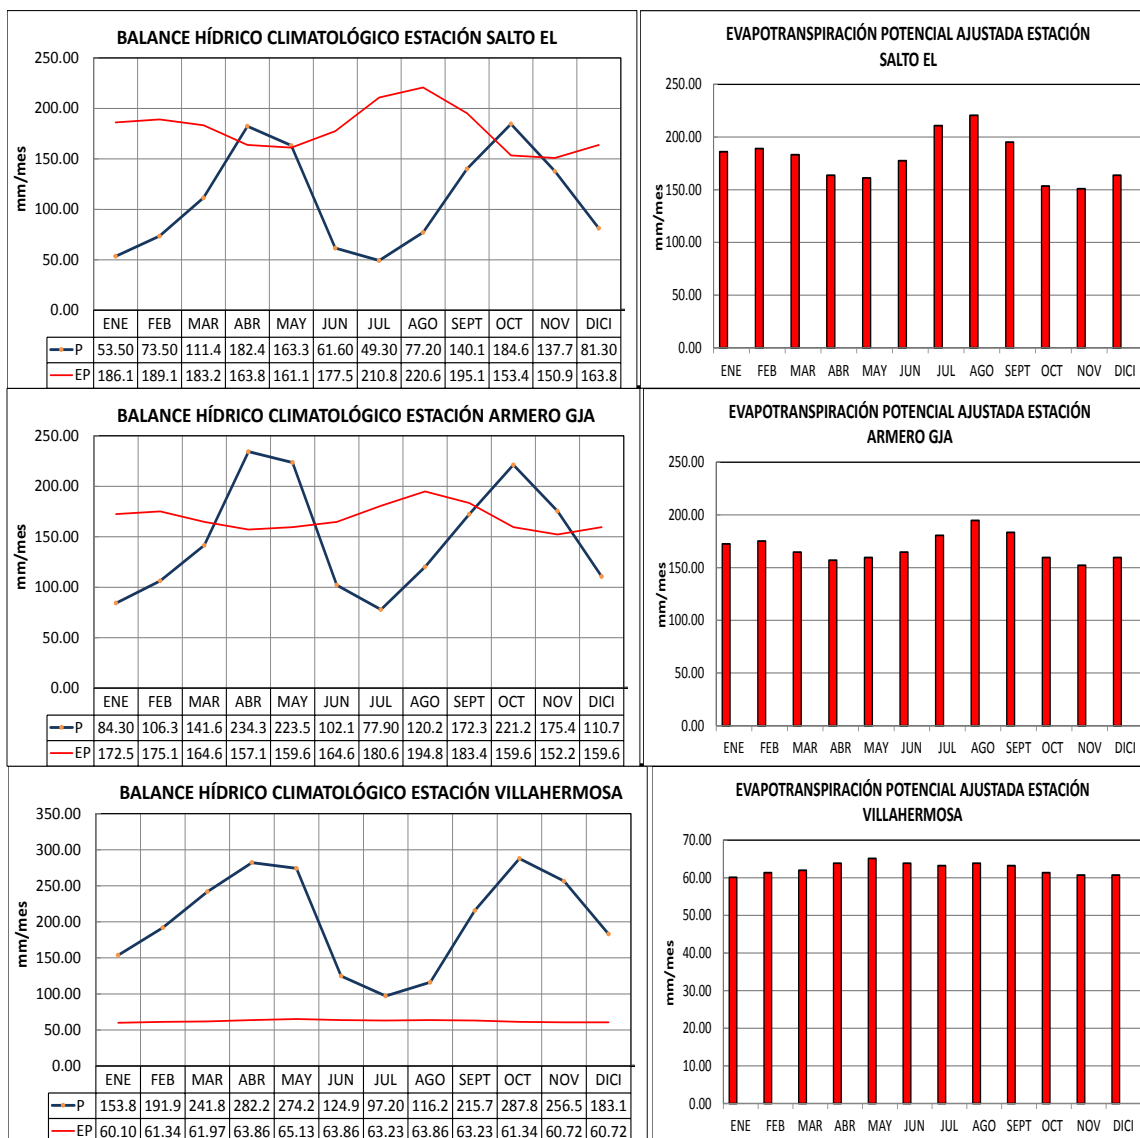 BALANCE HÍDRICO CLIMATOLÓGICO ESTACIÓN SALTO EL
250.00
200.00
150.00
100.00
50.00
0.00
mm/mes
ENE FEB MAR ABR MAY JUN JUL AGO SEPT OCT NOV DICI
P 53.50 73.50 111.4 182.4 163.3 61.60 49.30 77.20 140.1 184.6 137.7 81.30
EP 186.1 189.1 183.2 163.8 161.1 177.5 210.8 220.6 195.1 153.4 150.9 163.8
EVAPOTRANSPIRACIÓN POTENCIAL AJUSTADA ESTACIÓN
SALTO EL
250.00
200.00
150.00
100.00
50.00
0.00
mm/mes
ENE FEB MAR ABR MAY JUN JUL AGO SEPT OCT NOV DICI
BALANCE HÍDRICO CLIMATOLÓGICO ESTACIÓN ARMERO GJA
250.00
200.00
150.00
100.00
50.00
0.00
mm/mes
ENE FEB MAR ABR MAY JUN JUL AGO SEPT OCT NOV DICI
P 84.30 106.3 141.6 234.3 223.5 102.1 77.90 120.2 172.3 221.2 175.4 110.7
EP 172.5 175.1 164.6 157.1 159.6 164.6 180.6 194.8 183.4 159.6 152.2 159.6
EVAPOTRANSPIRACIÓN POTENCIAL AJUSTADA ESTACIÓN
ARMERO GJA
250.00
200.00
150.00
100.00
50.00
0.00
mm/mes
ENE FEB MAR ABR MAY JUN JUL AGO SEPT OCT NOV DICI
BALANCE HÍDRICO CLIMATOLÓGICO ESTACIÓN VILLAHERMOSA
350.00
300.00
250.00
200.00
150.00
100.00
50.00
0.00
mm/mes
ENE FEB MAR ABR MAY JUN JUL AGO SEPT OCT NOV DICI
P 153.8 191.9 241.8 282.2 274.2 124.9 97.20 116.2 215.7 287.8 256.5 183.1
EP 60.10 61.34 61.97 63.86 65.13 63.86 63.23 63.86 63.23 61.34 60.72 60.72
EVAPOTRANSPIRACIÓN POTENCIAL AJUSTADA ESTACIÓN
VILLAHERMOSA
70.00
60.00
50.00
40.00
30.00
20.00
10.00
0.00
mm/mes
ENE FEB MAR ABR MAY JUN JUL AGO SEPT OCT NOV DICI